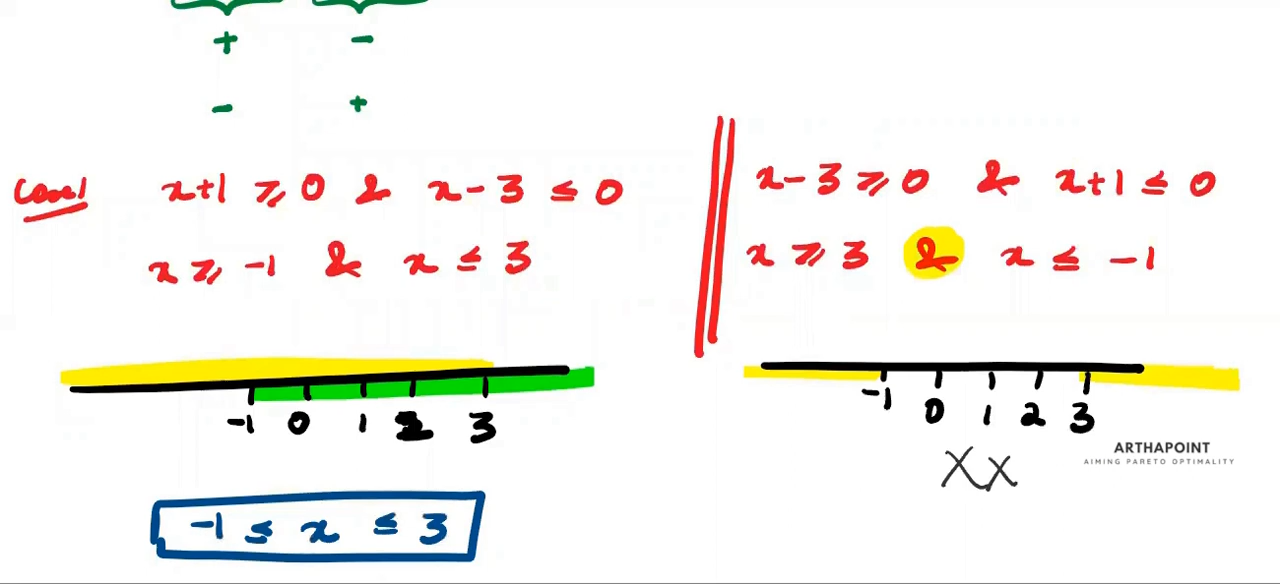 + -
- +
Case1 x+1 ≥ 0 & x-3 ≤ 0
x ≥ -1 & x ≤ 3
-1 0 1 2 3
-1 ≤ x ≤ 3
x-3 ≥ 0 & x+1 ≤ 0
x ≥ 3 & x ≤ -1
-1 0 1 2 3
ARTHAPOINT
AIMING PARETO OPTIMALITY
XX